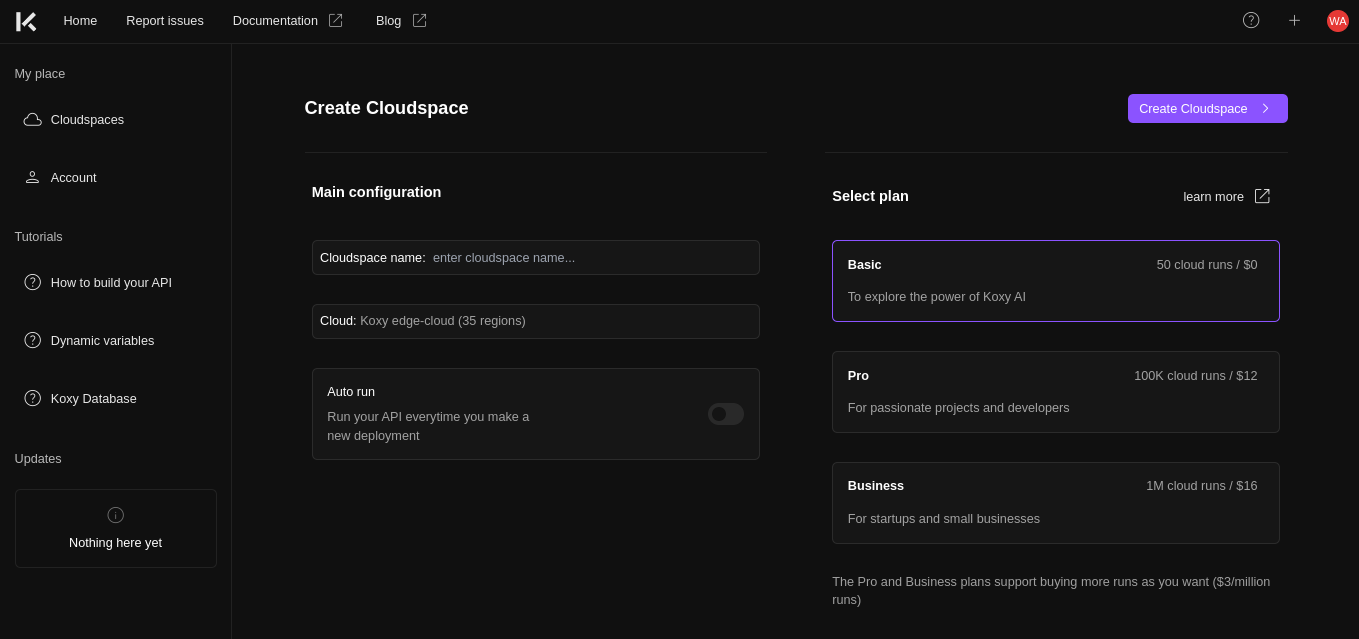 Home Report issues Documentation Blog WA
My place
Cloudspaces
Account
Tutorials
How to build your API
Dynamic variables
Koxy Database
Updates
Nothing here yet
Create Cloudspace
Create Cloudspace
Main configuration
Cloudspace name: enter cloudspace name...
Cloud: Koxy edge-cloud (35 regions)
Auto run
Run your API everytime you make a
new deployment
Select plan
learn more
Basic 50 cloud runs / $0
To explore the power of Koxy AI
Pro 100K cloud runs / $12
For passionate projects and developers
Business 1M cloud runs / $16
For startups and small businesses
The Pro and Business plans support buying more runs as you want ($3/million
runs)